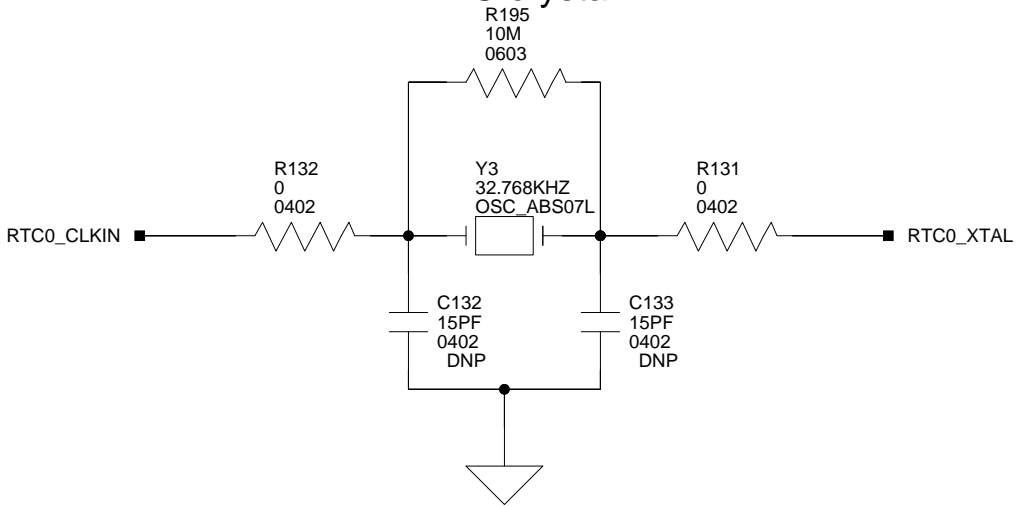 R195
10M
0603
R132
0
0402
Y3
32.768KHZ
OSC_ABS07L
R131
0
0402
RTC0_CLKIN
RTC0_XTAL
C132
15PF
0402
DNP
C133
15PF
0402
DNP